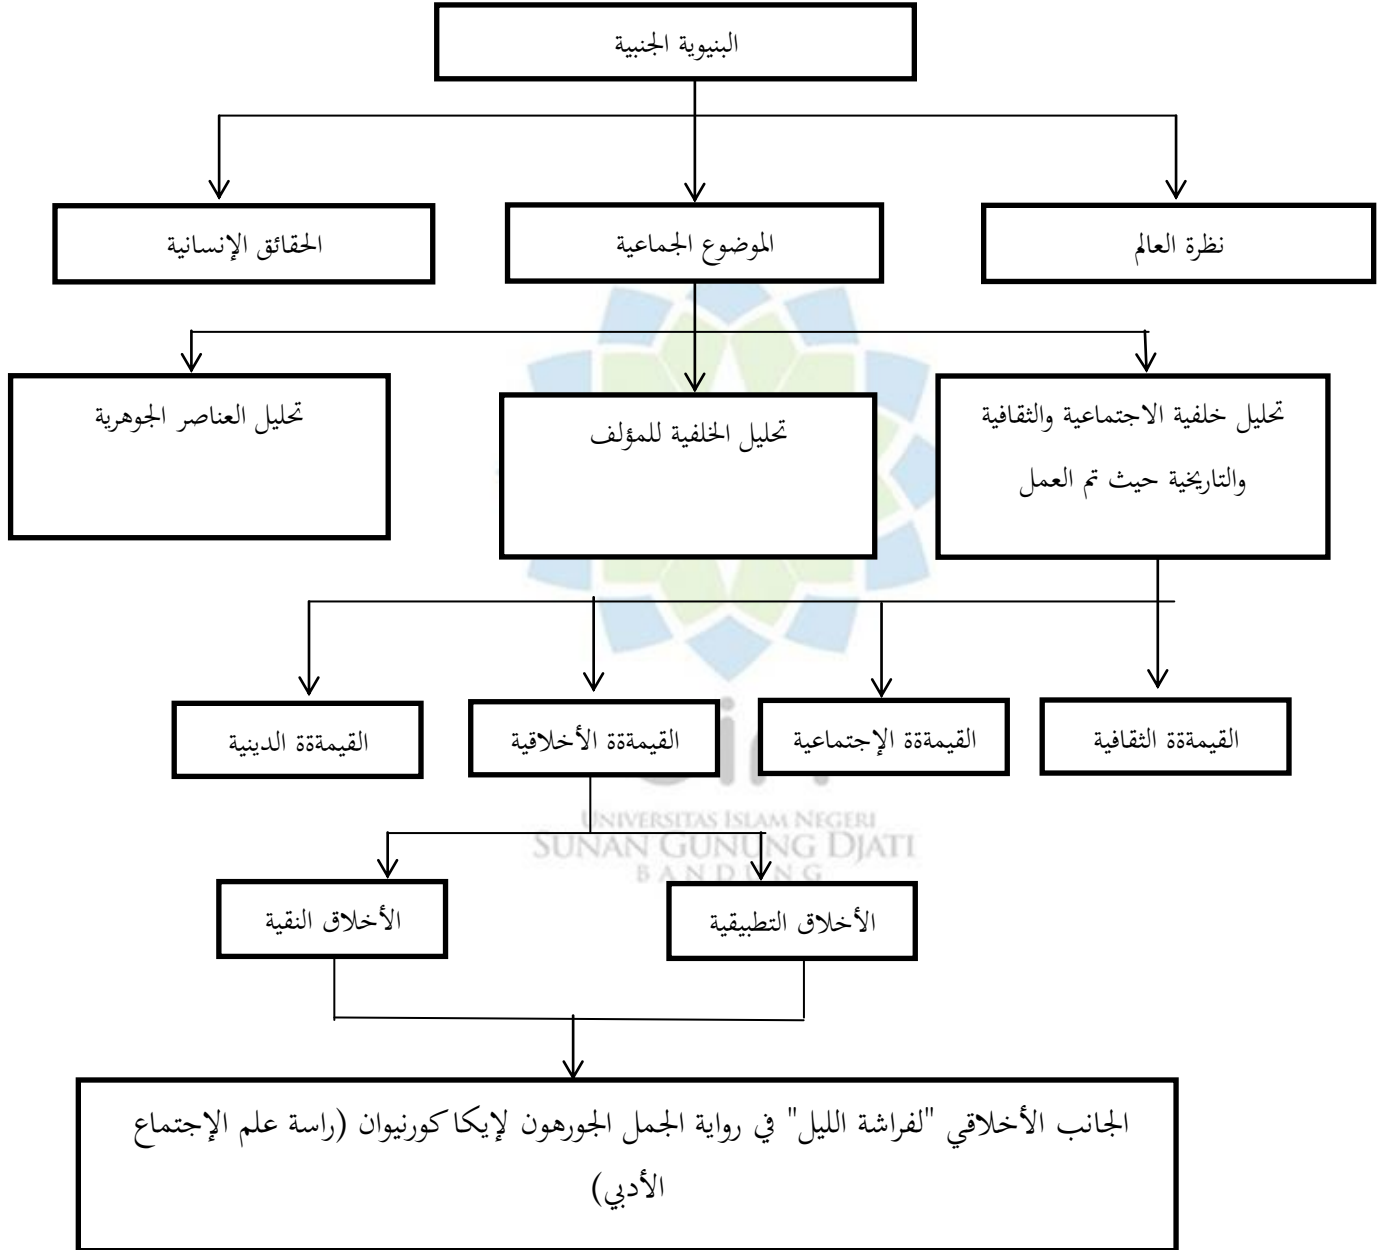 البنيوية الجنبية
نظرة العالم
الموضوع الجماعية
الحقائق الإنسانية
تحليل خلفية الاجتماعية والثقافية
والتاريخية حيث تم العمل
تحليل الخلفية للمؤلف
تحليل العناصر الجوهرية
القيمةة الثقافية
القيمةة الإجتماعية
القيمةة الأخلاقية
القيمةة الدينية
UNIVERSITAS ISLAM NEGERI
SUNAN GUNUNG DJATI
BANDUNG
الأخلاق التطبيقية
الأخلاق النقية
الجانب الأخلاقي "لفراشة الليل" في رواية الجمل الجورهون لإيكا كورنيوان (راسة علم الإجتماع
الأدبي)